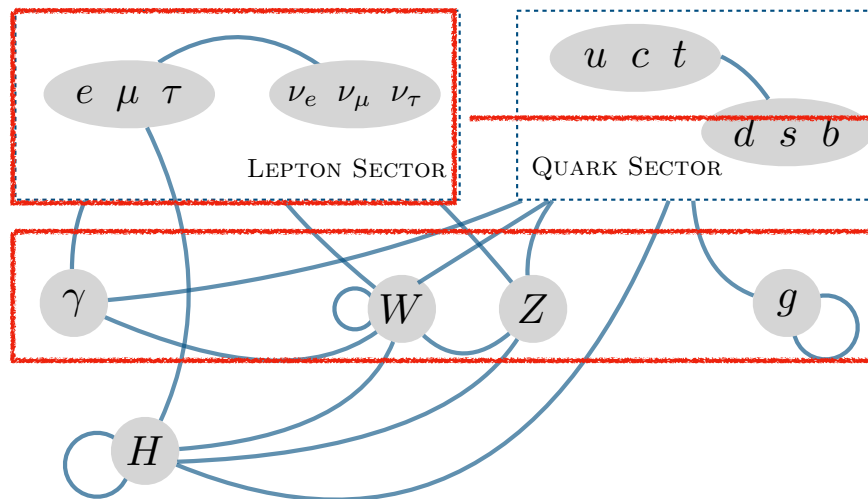 u c t
e μ τ
ν_e ν_μ ν_τ
d s b
LEPTON SECTOR
QUARK SECTOR
γ
W
Z
g
H